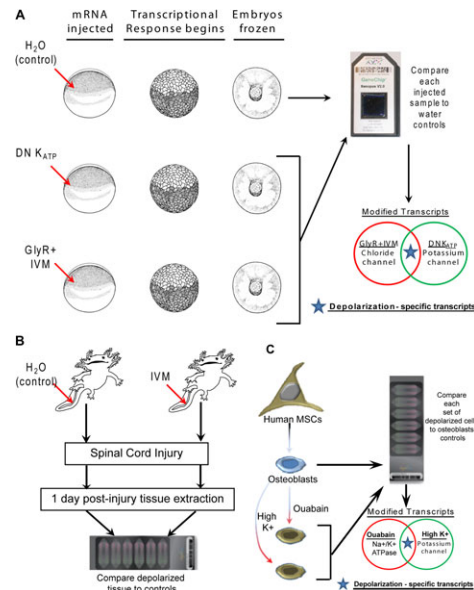 A
mRNA
injected
Transcriptional
Response begins
Embryos
frozen
H₂O
(control)
DN K_ATP
GlyR+
IVM
Compare
each
injected
sample to
water
controls
Modified Transcripts
GlyR+IVM
Chloride
channel
DNK_ATP
Potassium
channel
Depolarization - specific transcripts
B
H₂O
(control)
IVM
Spinal Cord Injury
1 day post-injury tissue extraction
Compare depolarized
tissue to controls
C
Human MSCs
Osteoblasts
High
K+
Ouabain
Compare
each
set of
depolarized cell
to osteoblasts
controls
Modified Transcripts
Ouabain
Na+/K+
ATPase
High K+
Potassium
channel
Depolarization - specific transcripts